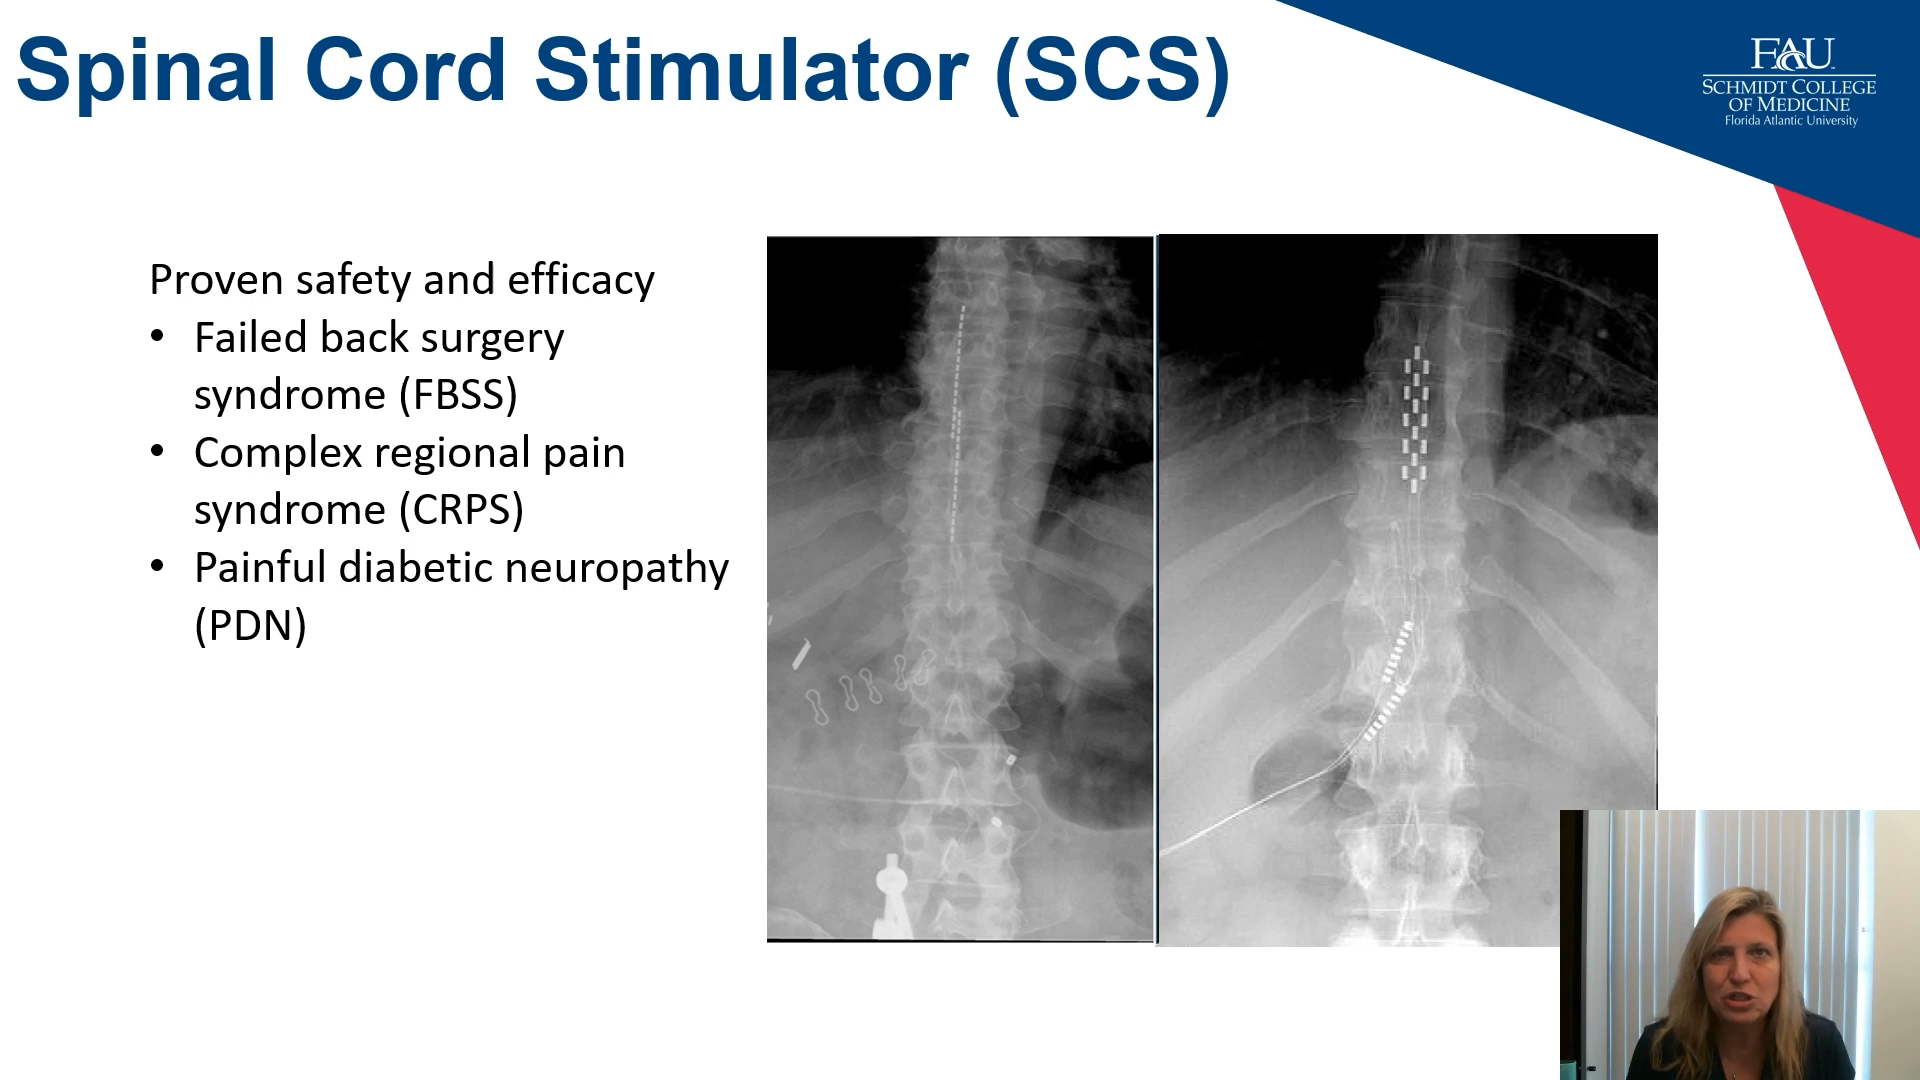 Spinal Cord Stimulator (SCS)
FAU
SCHMIDT COLLEGE
OF MEDICINE
Florida Atlantic University
Proven safety and efficacy
• Failed back surgery
syndrome (FBSS)
• Complex regional pain
syndrome (CRPS)
• Painful diabetic neuropathy
(PDN)